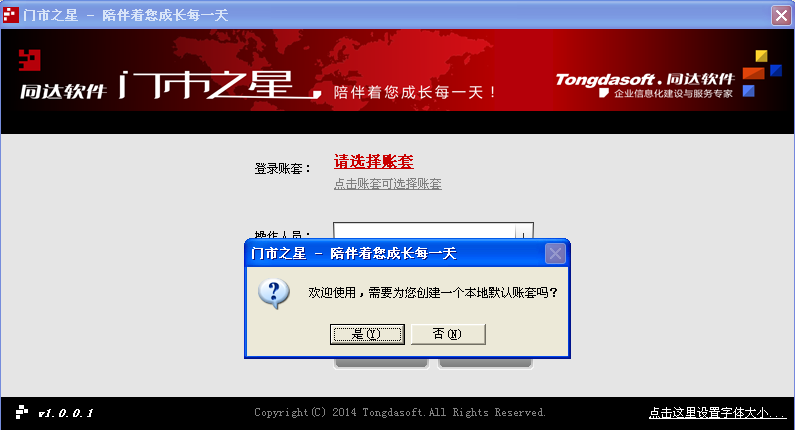 门市之星 - 陪伴着您成长每一天
同达软件 门市之星 陪伴着您成长每一天！
Tongdasoft.同达软件
企业信息化建设与服务专家
登录账套： 请选择账套
点击账套可选择账套
操作人员：
门市之星 - 陪伴着您成长每一天
欢迎使用，需要为您创建一个本地默认账套吗？
是(Y) 否(N)
v1.0.0.1 Copyright(C) 2014 Tongdasoft.All Rights Reserved. 点击这里设置字体大小...